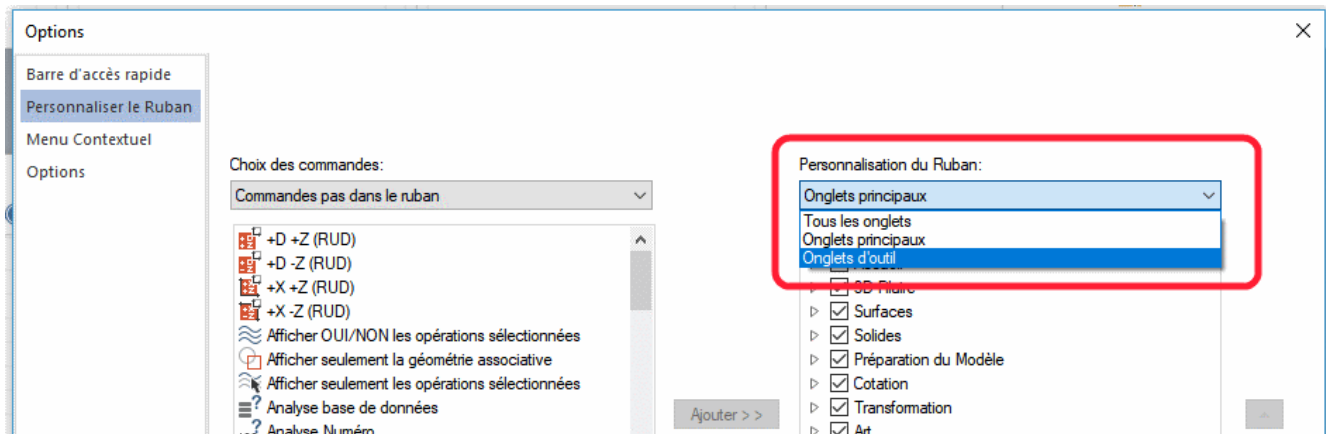 Options
Barre d'accès rapide
Personnaliser le Ruban
Menu Contextuel
Options
Choix des commandes:
Commandes pas dans le ruban
+D +Z (RUD)
+D -Z (RUD)
+X +Z (RUD)
+X -Z (RUD)
Afficher OUI/NON les opérations sélectionnées
Afficher seulement la géométrie associative
Afficher seulement les opérations sélectionnées
Analyse base de données
Analyse Numéro
Ajouter > >
Personnalisation du Ruban:
Onglets principaux
Tous les onglets
Onglets principaux
Onglets d'outil
3D Filaire
Surfaces
Solides
Préparation du Modèle
Cotation
Transformation
Art